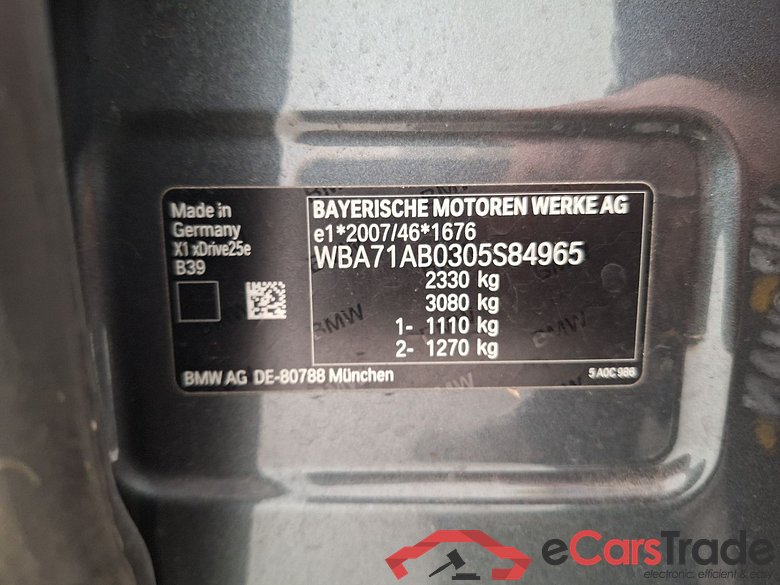 Made in
Germany
X1 xDrive25e
B39
BAYERISCHE MOTOREN WERKE AG
e1*2007/46*1676
WBA71AB0305S84965
2330 kg
3080 kg
1- 1110 kg
2- 1270 kg
BMW AG DE-80788 München
5 A0C 986
eCarsTrade
electronic, efficient & easy